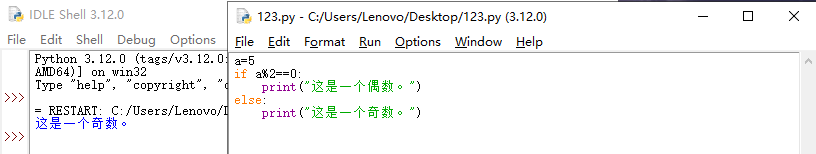 IDLE Shell 3.12.0
File Edit Shell Debug Options
Python 3.12.0 (tags/v3.12.0:
AMD64)] on win32
Type "help", "copyright", "c
>>>
= RESTART: C:/Users/Lenovo/D
这是一个奇数。
>>>
123.py - C:/Users/Lenovo/Desktop/123.py (3.12.0)
File Edit Format Run Options Window Help
a=5
if a%2==0:
    print("这是一个偶数。")
else:
    print("这是一个奇数。")